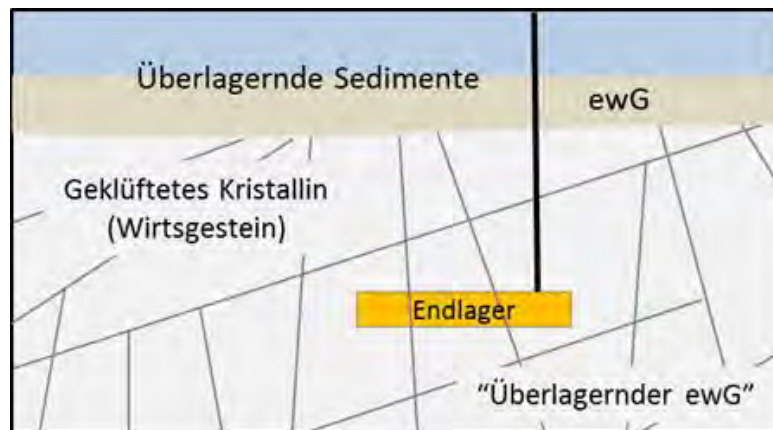 Überlagernde Sedimente
ewG
Geklüftetes Kristallin
(Wirtsgestein)
Endlager
“Überlagernder ewG”